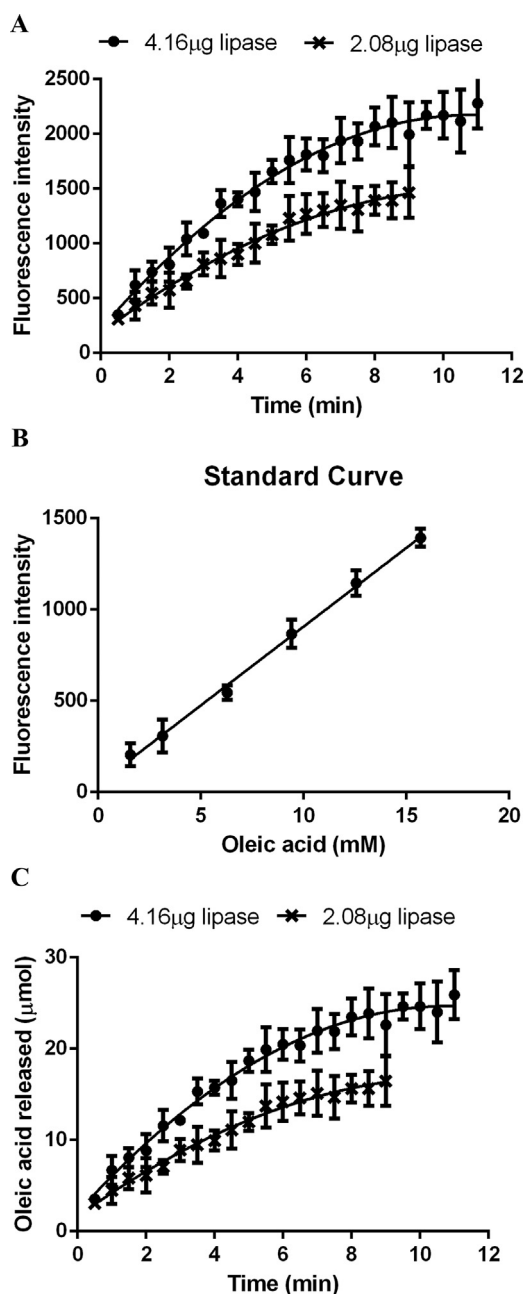 A
4.16μg lipase 2.08μg lipase
2500
2000
1500
1000
500
0
Fluorescence intensity
0 2 4 6 8 10 12
Time (min)
B
Standard Curve
1500
1000
500
0
Fluorescence intensity
0 5 10 15 20
Oleic acid (mM)
C
4.16μg lipase 2.08μg lipase
30
20
10
0
Oleic acid released (μmol)
0 2 4 6 8 10 12
Time (min)